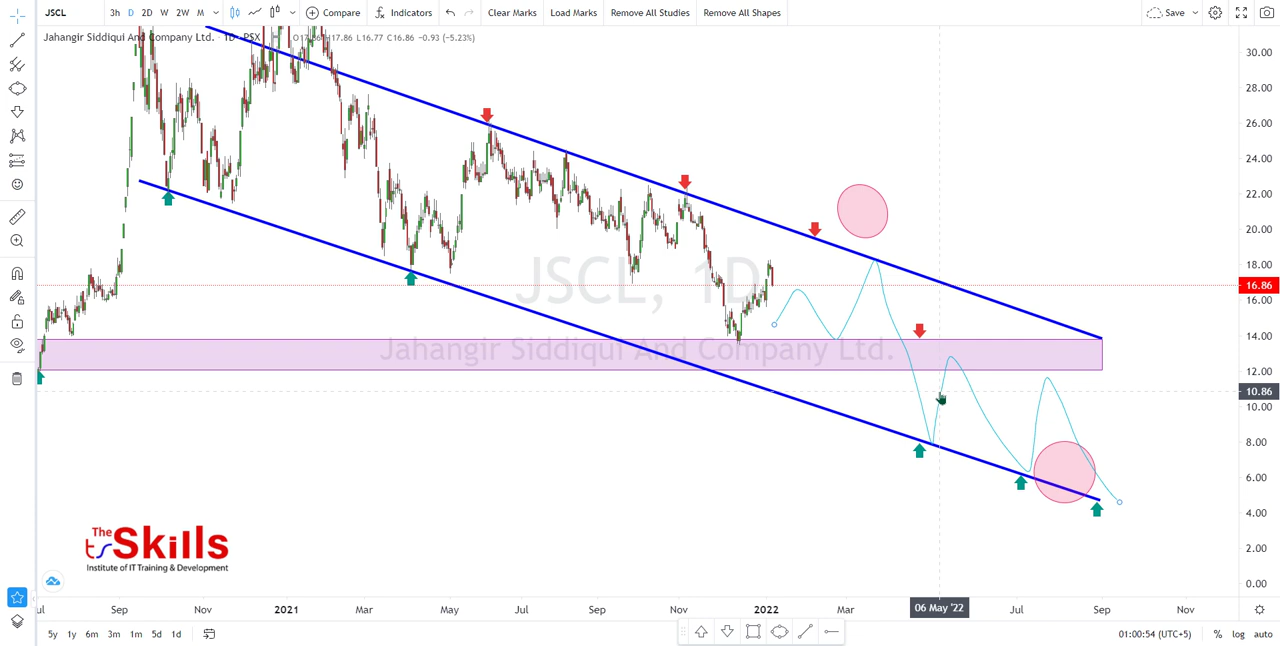 JSCL 3h D 2D W 2W M Compare Indicators Clear Marks Load Marks Remove All Studies Remove All Shapes Save
Jahangir Siddiqui And Company Ltd. · 1D · PSX H17.86 L16.77 C16.86 −0.93 (−5.23%)
30.00
28.00
26.00
24.00
22.00
20.00
18.00
16.86
16.00
14.00
12.00
10.86
10.00
8.00
6.00
4.00
2.00
0.00
JSCL, 1D
Jahangir Siddiqui And Company Ltd.
The Skills
ts
Institute of IT Training & Development
ul Sep Nov 2021 Mar May Jul Sep Nov 2022 Mar 06 May '22 Jul Sep Nov
5y 1y 6m 3m 1m 5d 1d 01:00:54 (UTC+5) % log auto